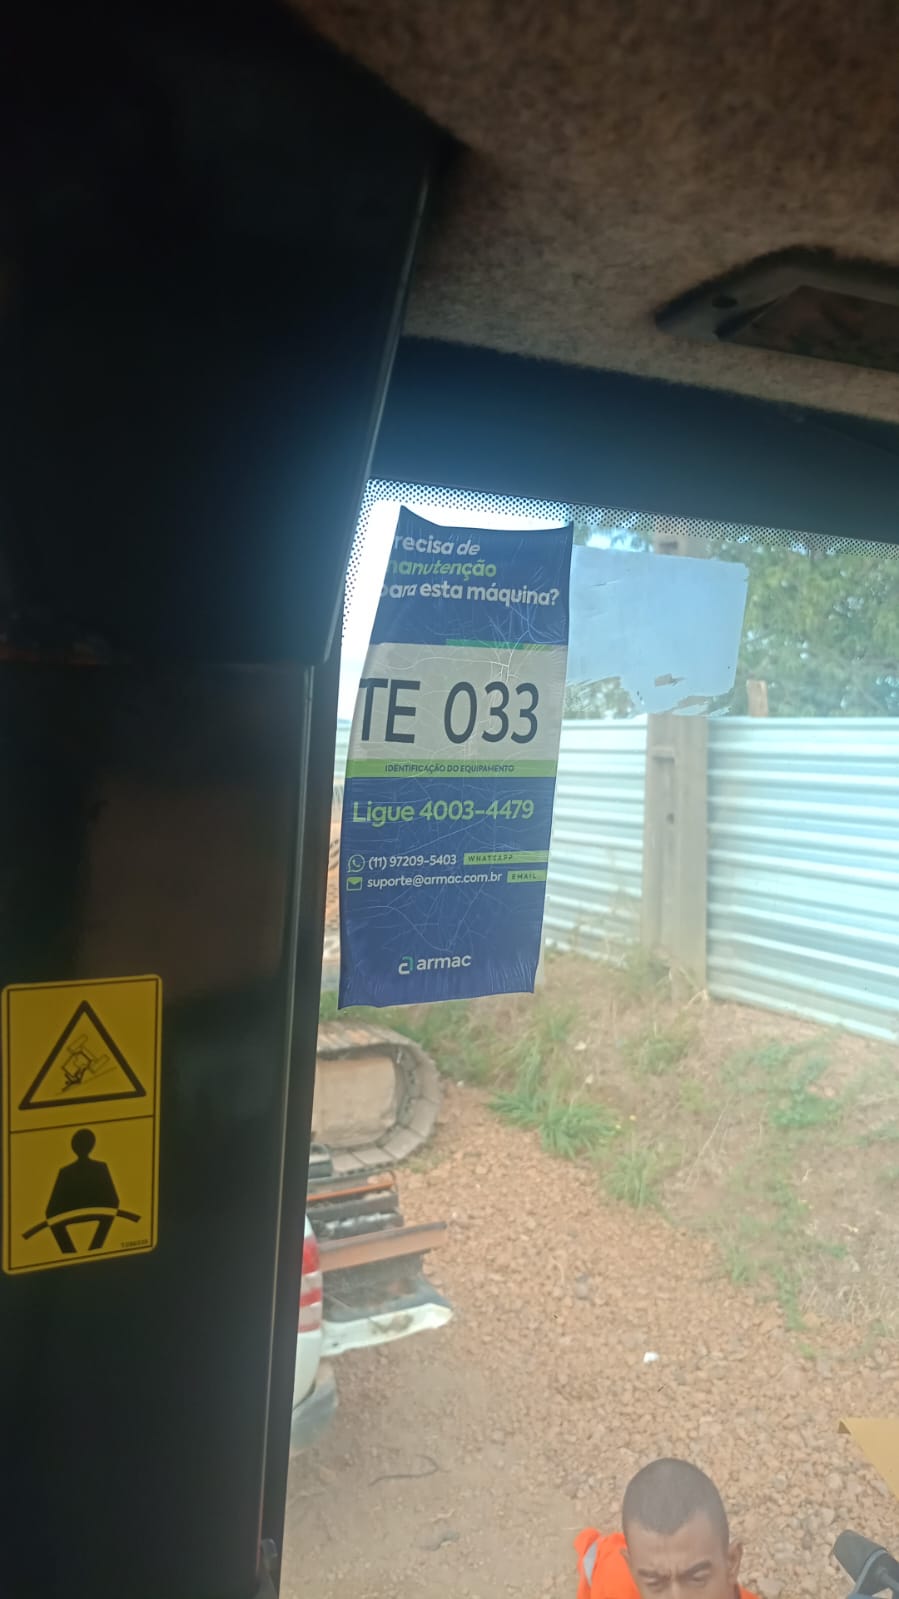 recisa de
manutenção
para esta máquina?
TE 033
IDENTIFICAÇÃO DO EQUIPAMENTO
Ligue 4003-4479
(11) 97209-5403 WHATSAPP
suporte@armac.com.br EMAIL
armac